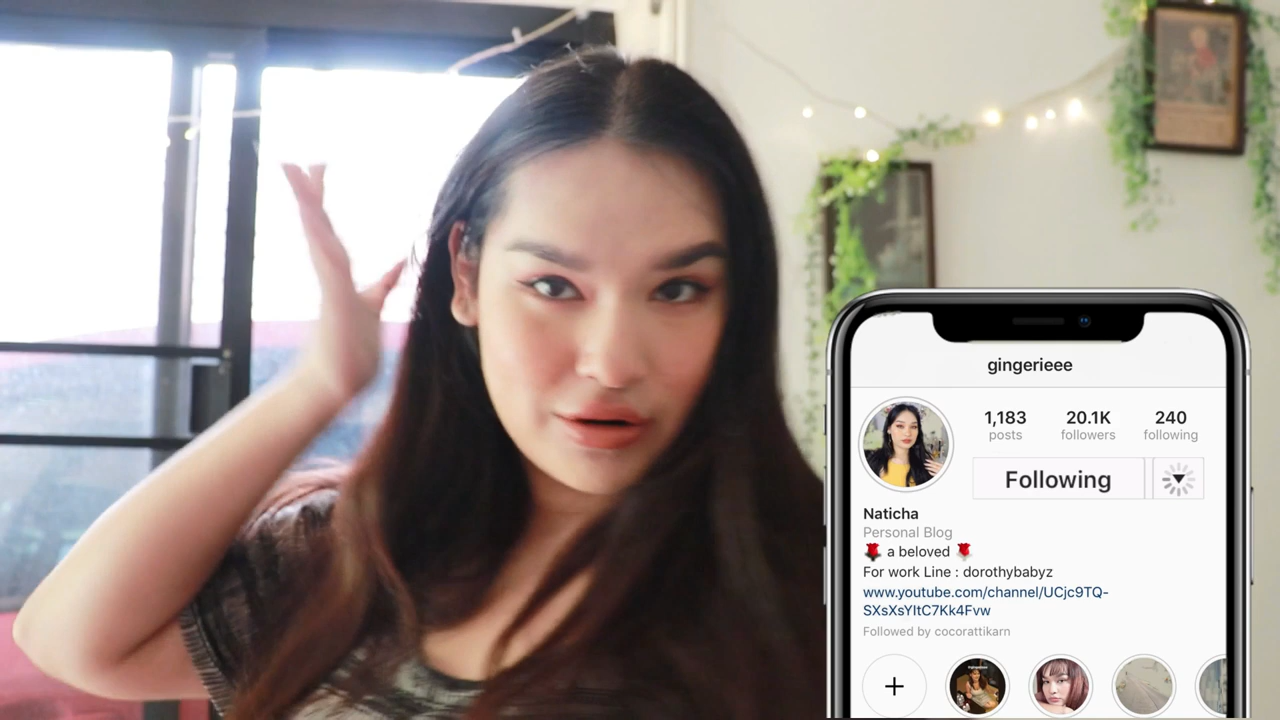 gingerieee
1,183 20.1K 240
posts followers following
Following
Naticha
Personal Blog
🌹 a beloved 🌹
For work Line : dorothybabyz
www.youtube.com/channel/UCjc9TQ-
SXsXsYItC7Kk4Fvw
Followed by cocorattikarn